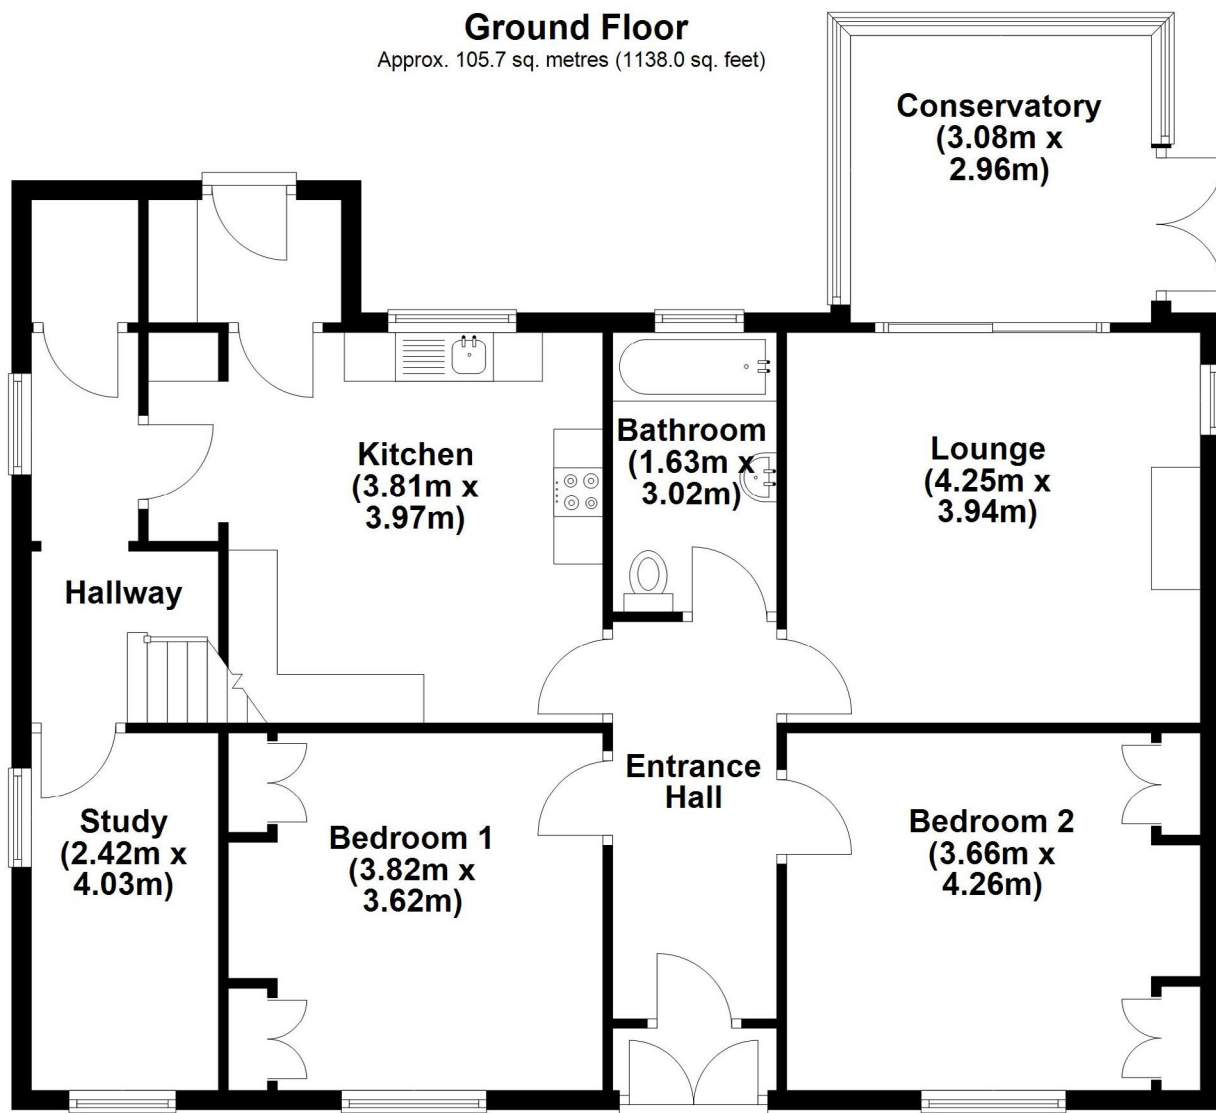 Ground Floor
Approx. 105.7 sq. metres (1138.0 sq. feet)
Conservatory
(3.08m x
2.96m)
Kitchen
(3.81m x
3.97m)
Bathroom
(1.63m x
3.02m)
Lounge
(4.25m x
3.94m)
Hallway
Entrance
Hall
Study
(2.42m x
4.03m)
Bedroom 1
(3.82m x
3.62m)
Bedroom 2
(3.66m x
4.26m)